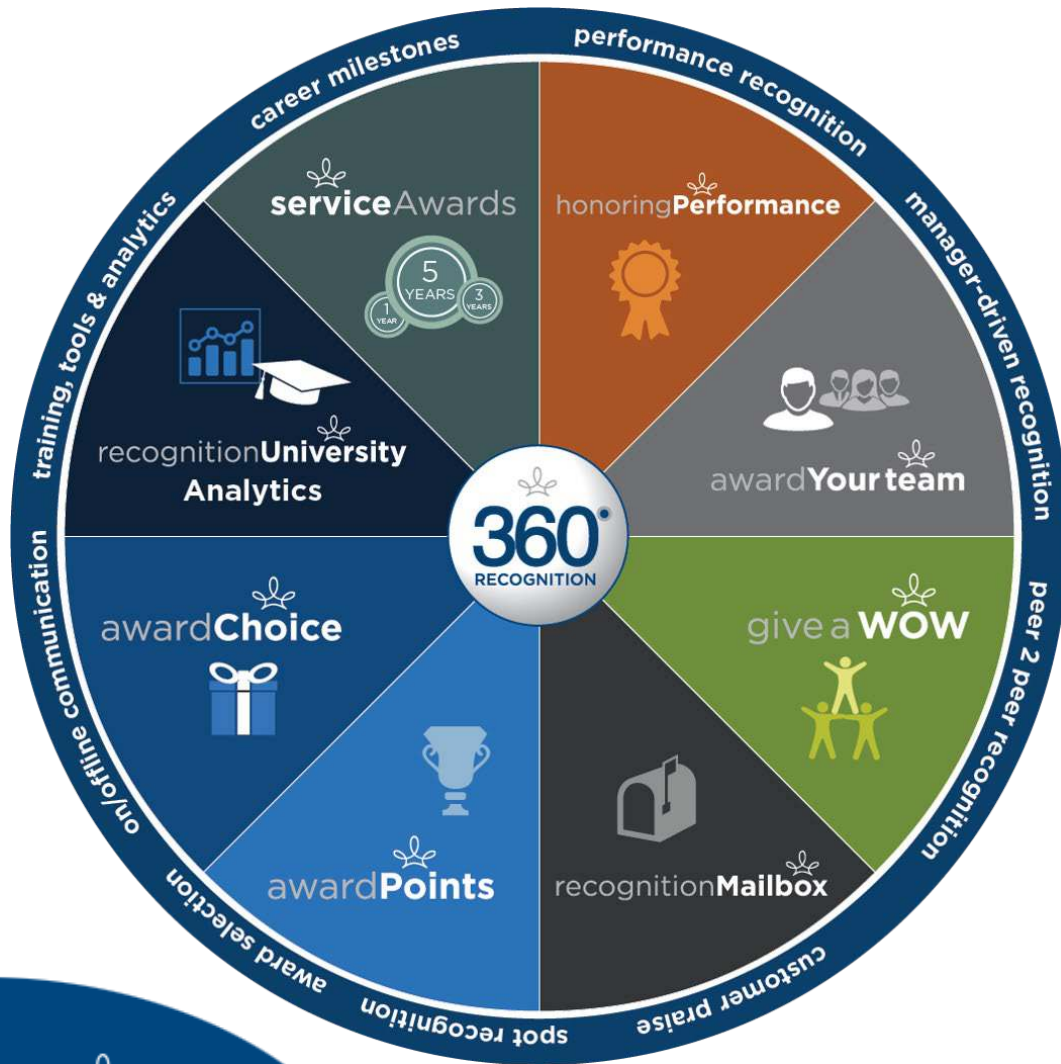 career milestones
performance recognition
manager-driven recognition
peer 2 peer recognition
customer praise
spot recognition
award selection
on/offline communication
training, tools & analytics
serviceAwards
5
YEARS
1
YEAR
3
YEARS
honoringPerformance
awardYour team
give a WOW
recognitionMailbox
awardPoints
awardChoice
recognitionUniversity
Analytics
360°
RECOGNITION